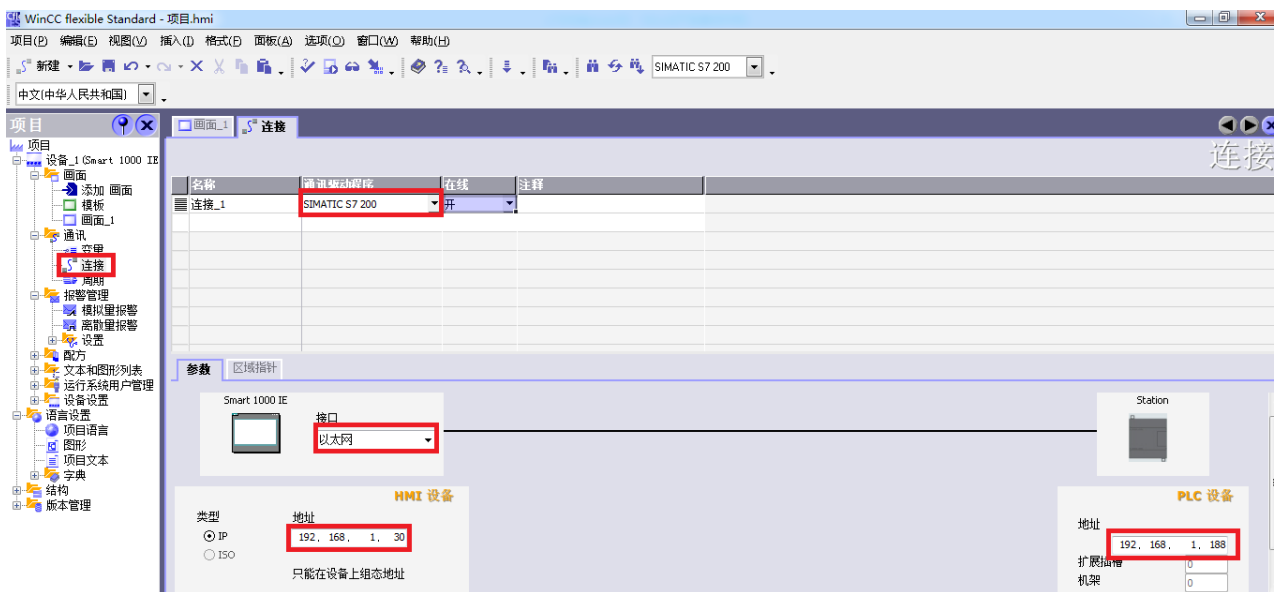 WinCC flexible Standard - 项目.hmi
项目(P) 编辑(E) 视图(V) 插入(I) 格式(F) 面板(A) 选项(O) 窗口(W) 帮助(H)
新建 SIMATIC S7 200
中文(中华人民共和国)
项目
画面_1 连接
连接
项目
设备_1(Smart 1000 IE
画面
添加 画面
模板
画面_1
通讯
变量
连接
周期
报警管理
模拟量报警
离散量报警
设置
配方
文本和图形列表
运行系统用户管理
设备设置
语言设置
项目语言
图形
项目文本
字典
结构
版本管理
名称 通讯驱动程序 在线 注释
连接_1 SIMATIC S7 200 开
参数 区域指针
Smart 1000 IE
接口
以太网
Station
HMI 设备
类型 地址
IP 192. 168. 1. 30
ISO
只能在设备上组态地址
PLC 设备
地址
192. 168. 1. 188
扩展插槽 0
机架 0